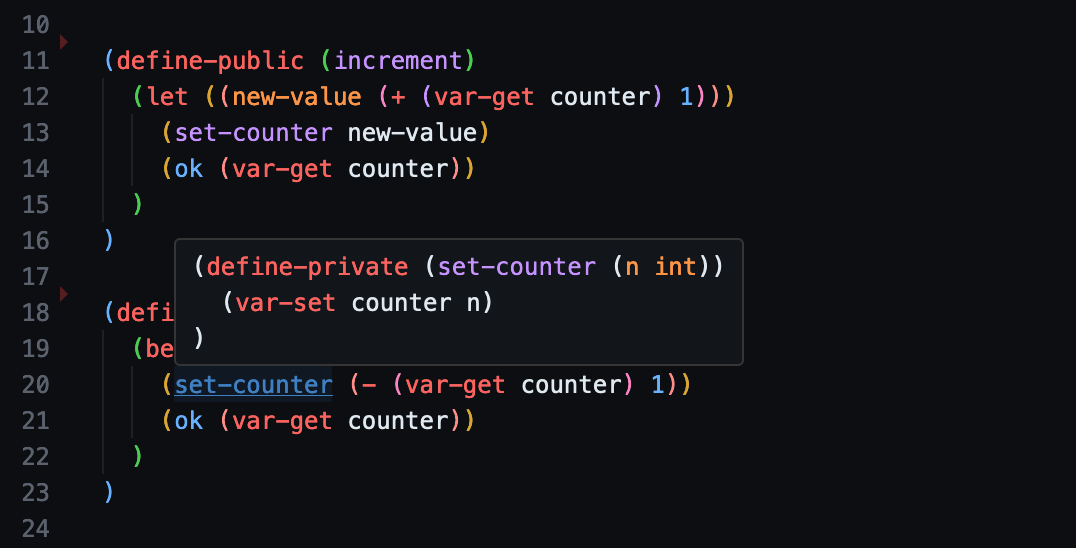 10
11 (define-public (increment)
12 (let ((new-value (+ (var-get counter) 1)))
13 (set-counter new-value)
14 (ok (var-get counter))
15 )
16 )
(define-private (set-counter (n int))
17
(var-set counter n)
18 (defi
)
19 (be
20 (set-counter (- (var-get counter) 1))
21 (ok (var-get counter))
22 )
23 )
24